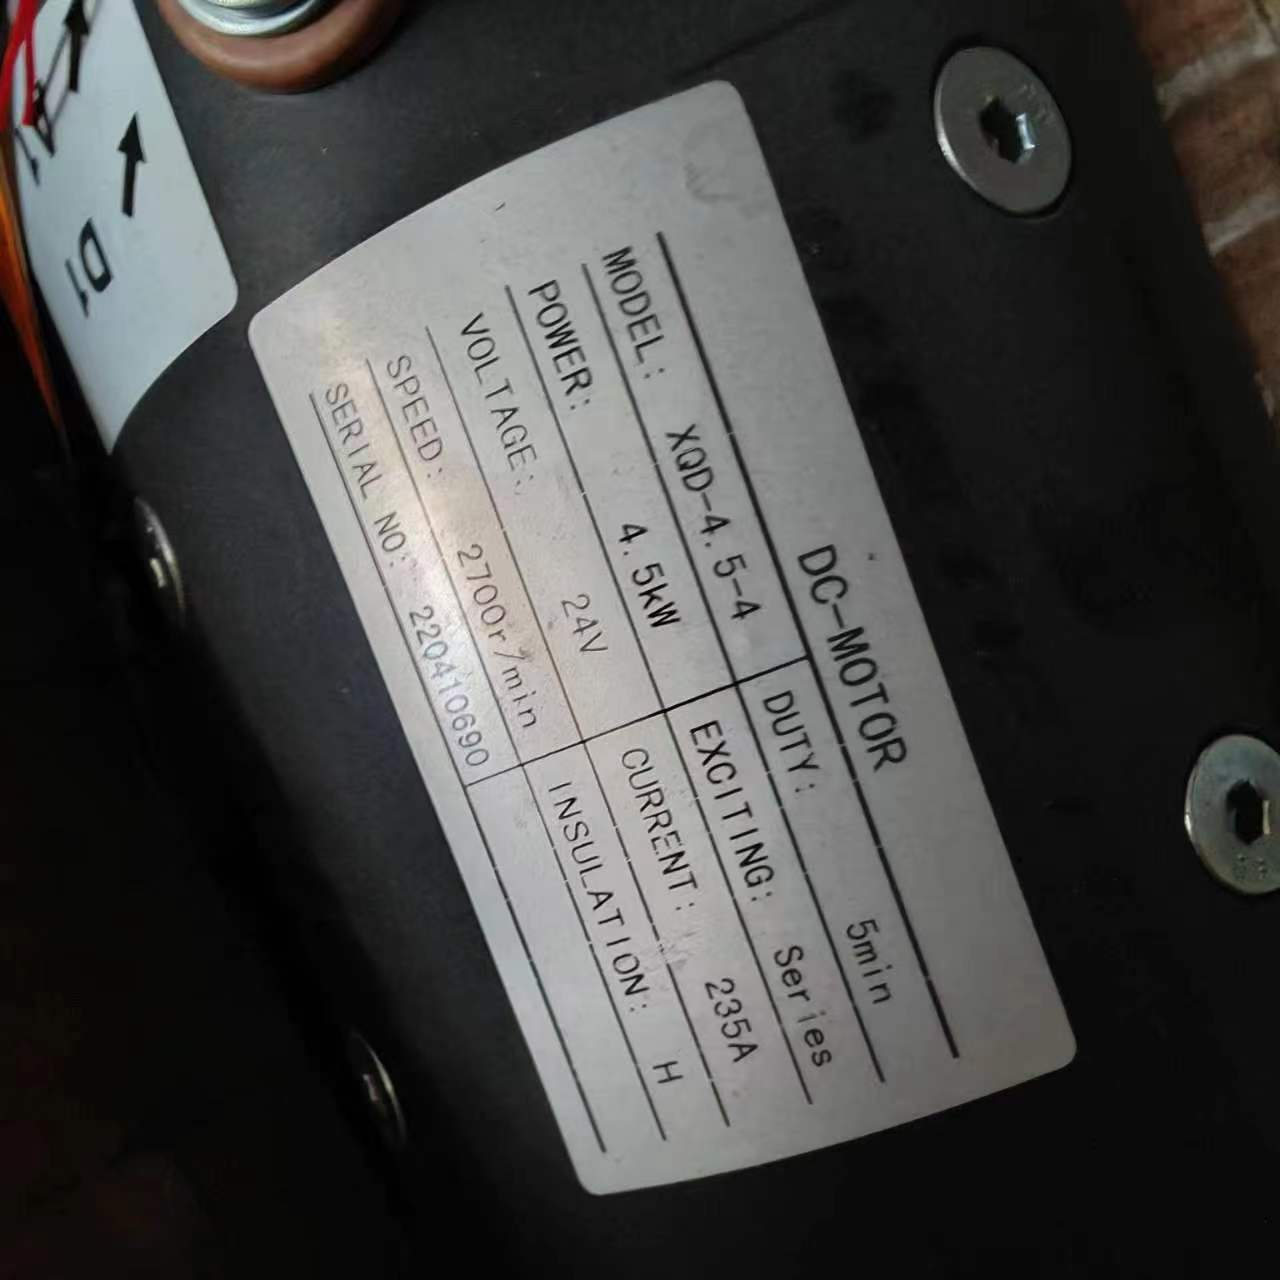 DC-MOTOR
MODEL: XQD-4.5-4 DUTY: 5min
POWER: 4.5kW EXCITING: Series
VOLTAGE: 24V CURRENT: 235A
SPEED: 2700r/min INSULATION: H
SERIAL NO: 220410690
D1